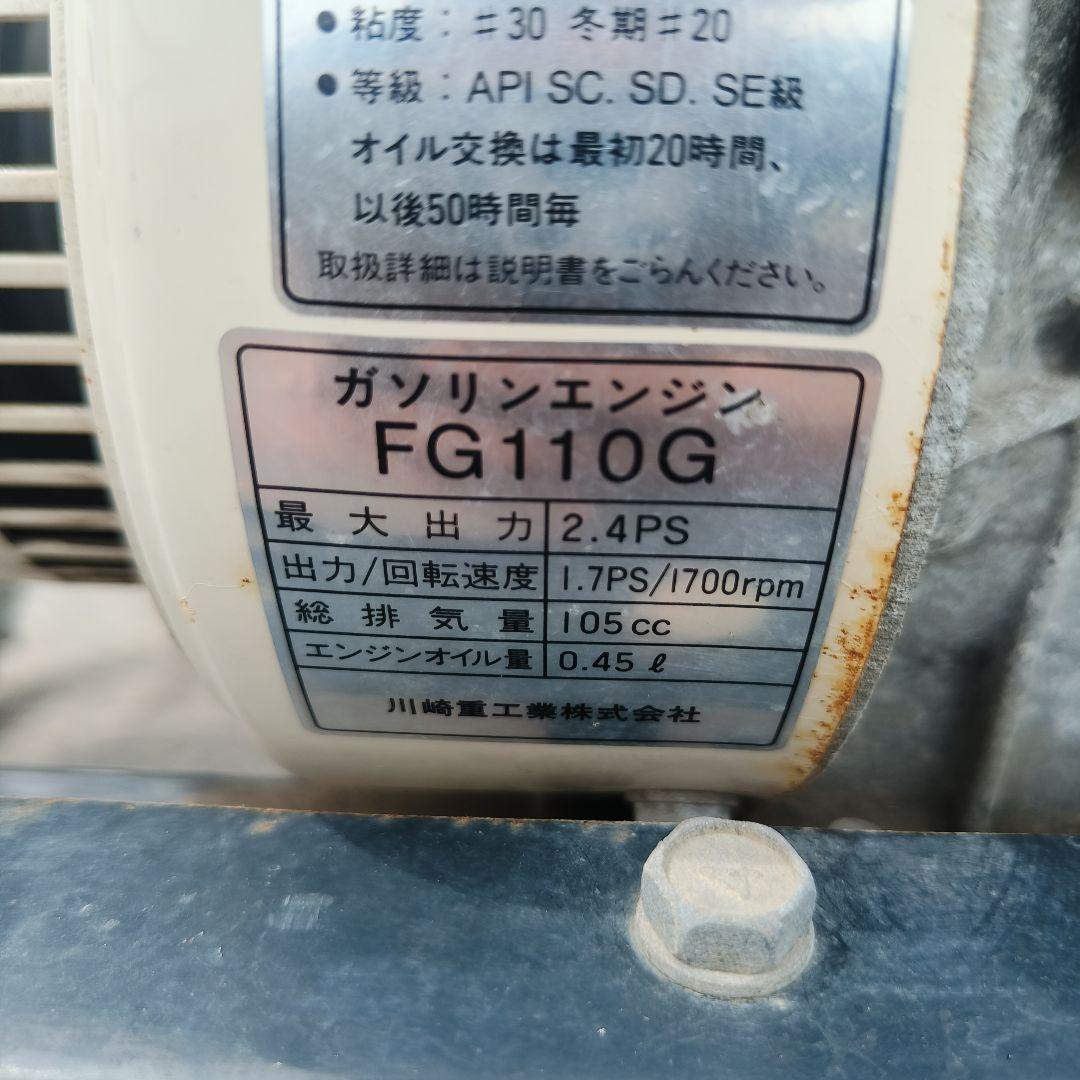 ● 粘度：♯30 冬期♯20
● 等級：API SC. SD. SE級
オイル交換は最初20時間、
以後50時間毎
取扱詳細は説明書をごらんください。
ガソリンエンジン
FG110G
最大出力 2.4PS
出力/回転速度 1.7PS/1700rpm
総排気量 105cc
エンジンオイル量 0.45ℓ
川崎重工業株式会社